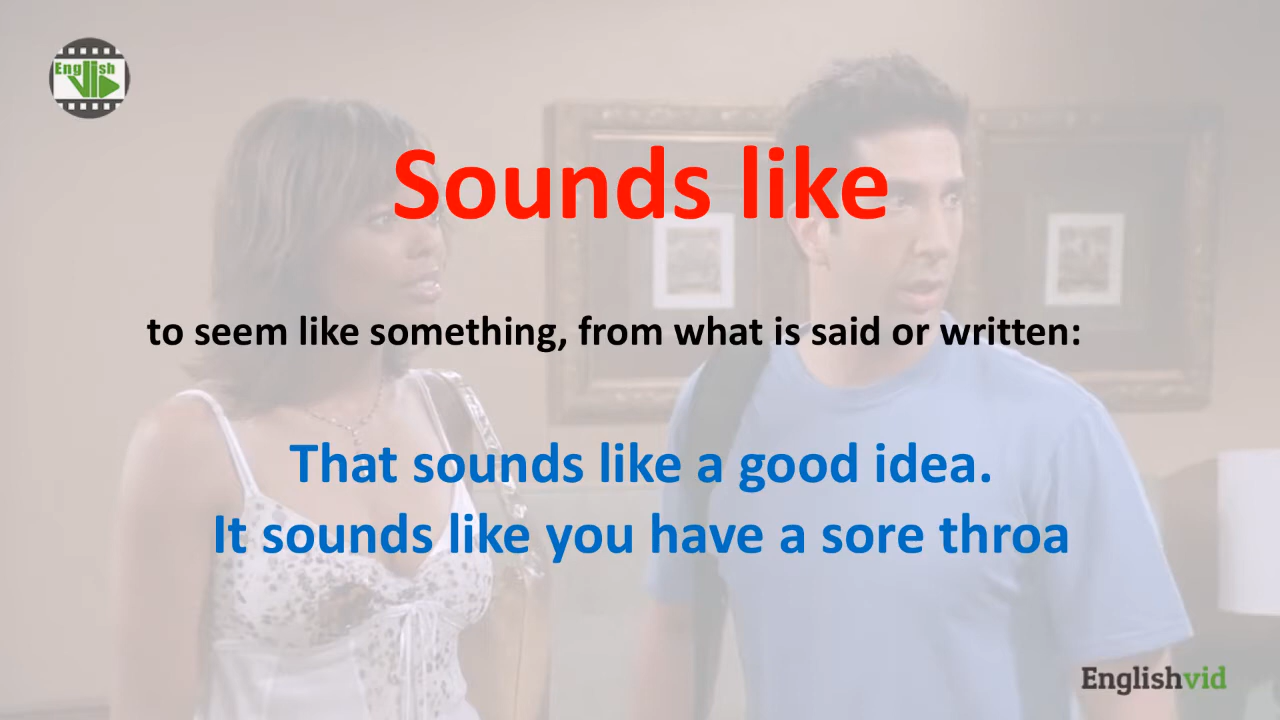 English
Sounds like
to seem like something, from what is said or written:
That sounds like a good idea.
It sounds like you have a sore throa
Englishvid